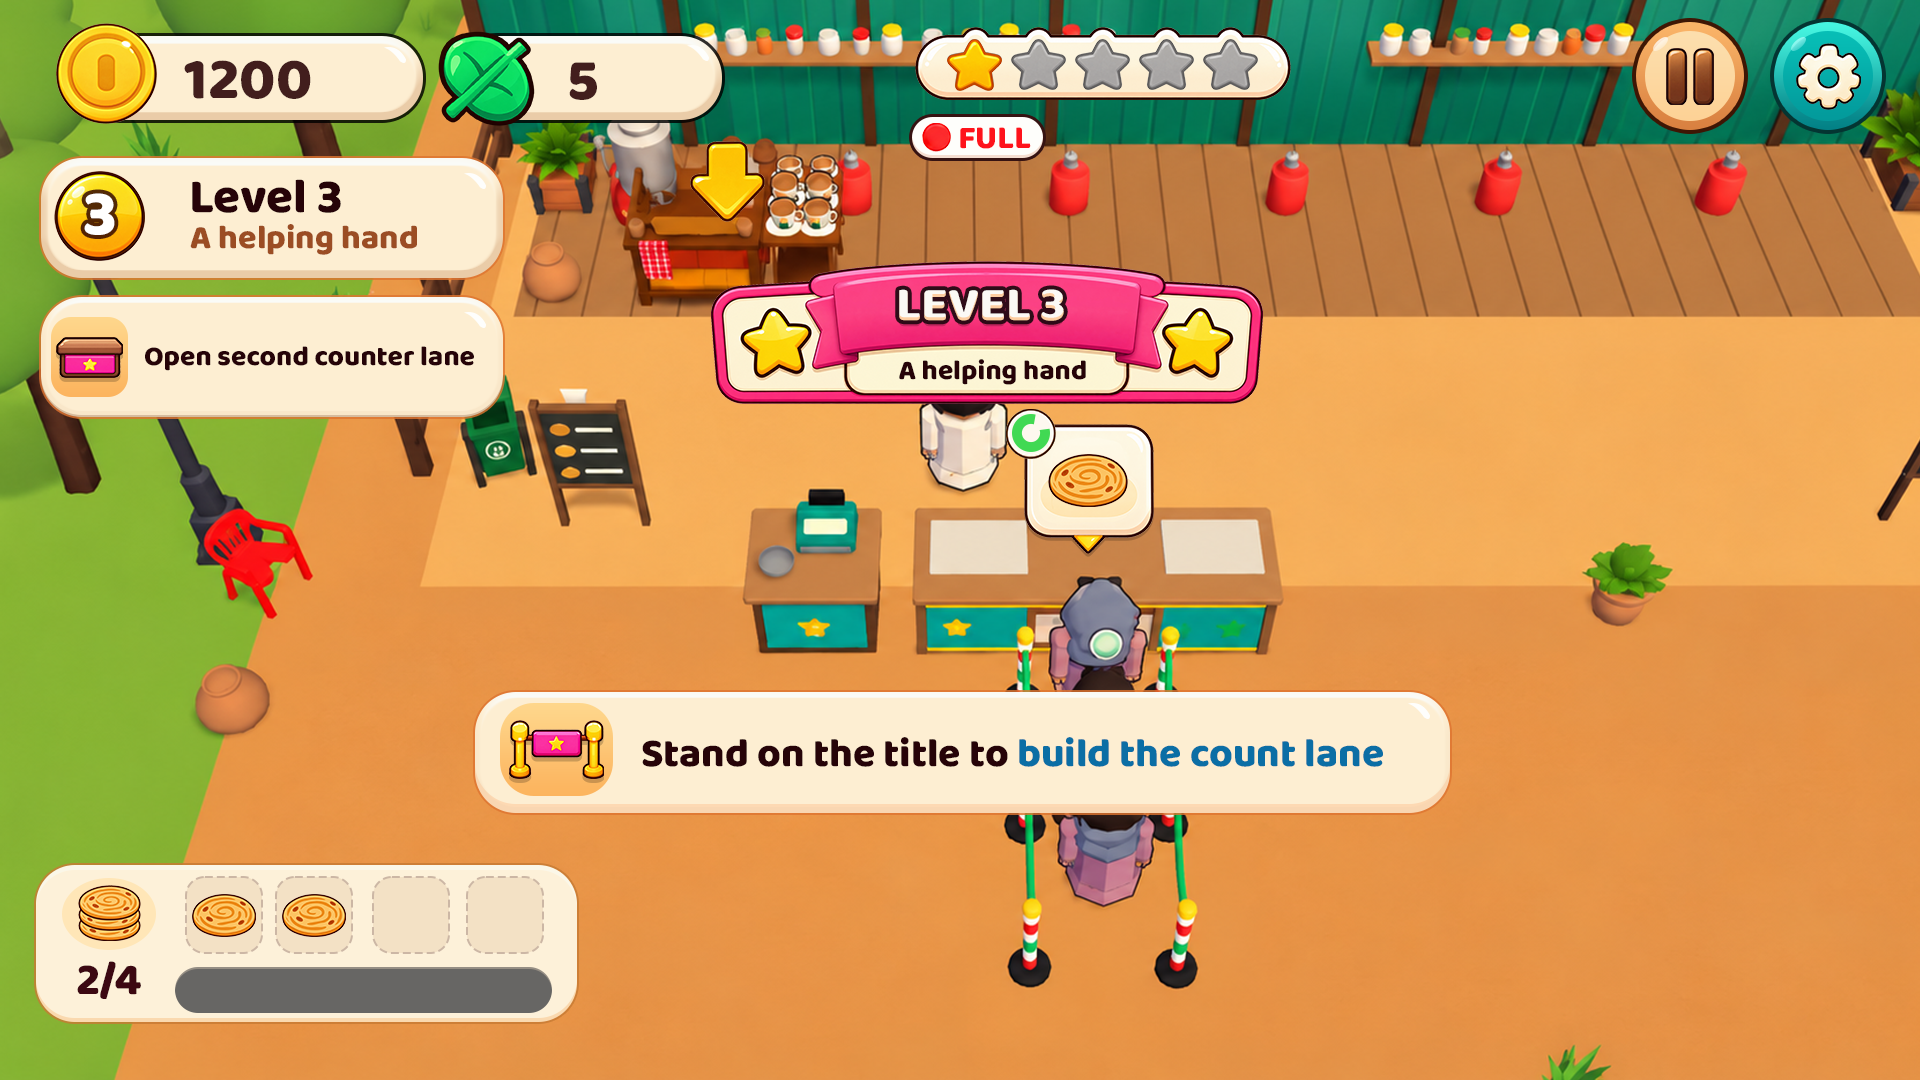 1200
5
FULL
3
Level 3
A helping hand
Open second counter lane
LEVEL 3
A helping hand
Stand on the title to build the count lane
2/4